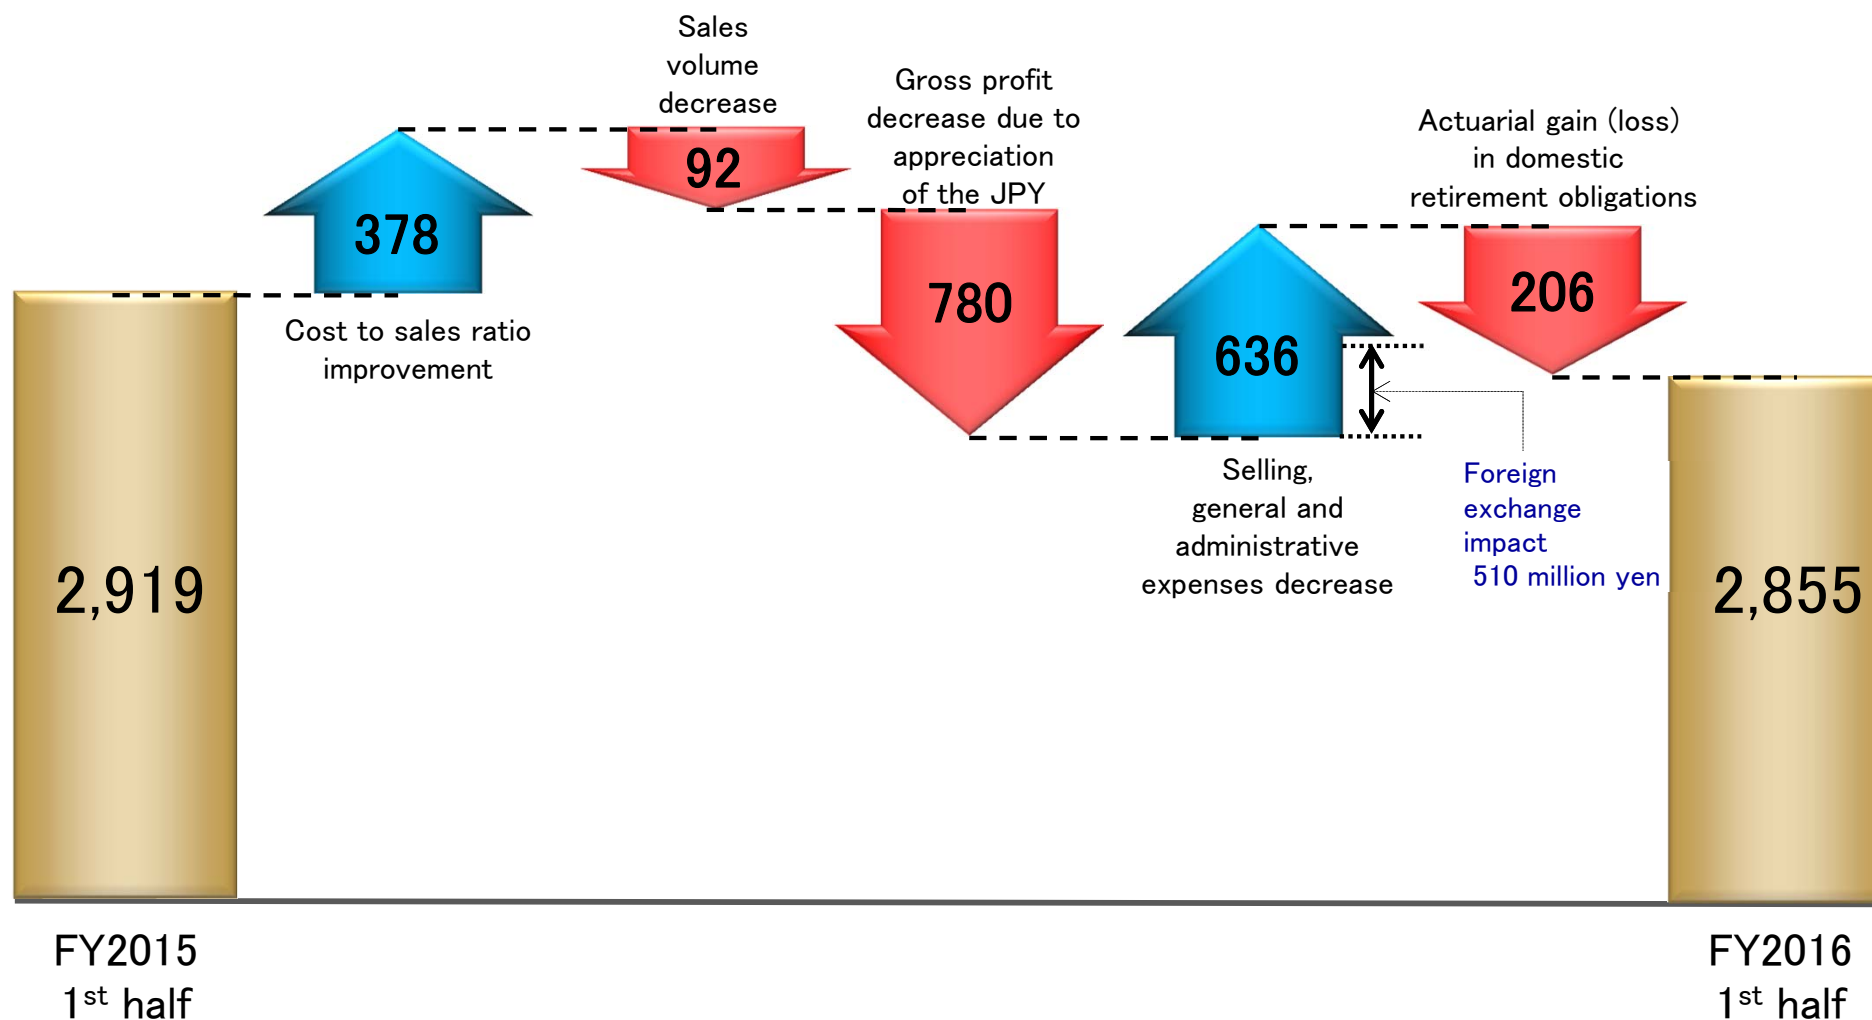 Sales
volume
decrease
92
Gross profit
decrease due to
appreciation
of the JPY
780
Actuarial gain (loss)
in domestic
retirement obligations
206
378
Cost to sales ratio
improvement
636
Selling,
general and
administrative
expenses decrease
Foreign
exchange
impact
510 million yen
2,919
2,855
FY2015
1st half
FY2016
1st half